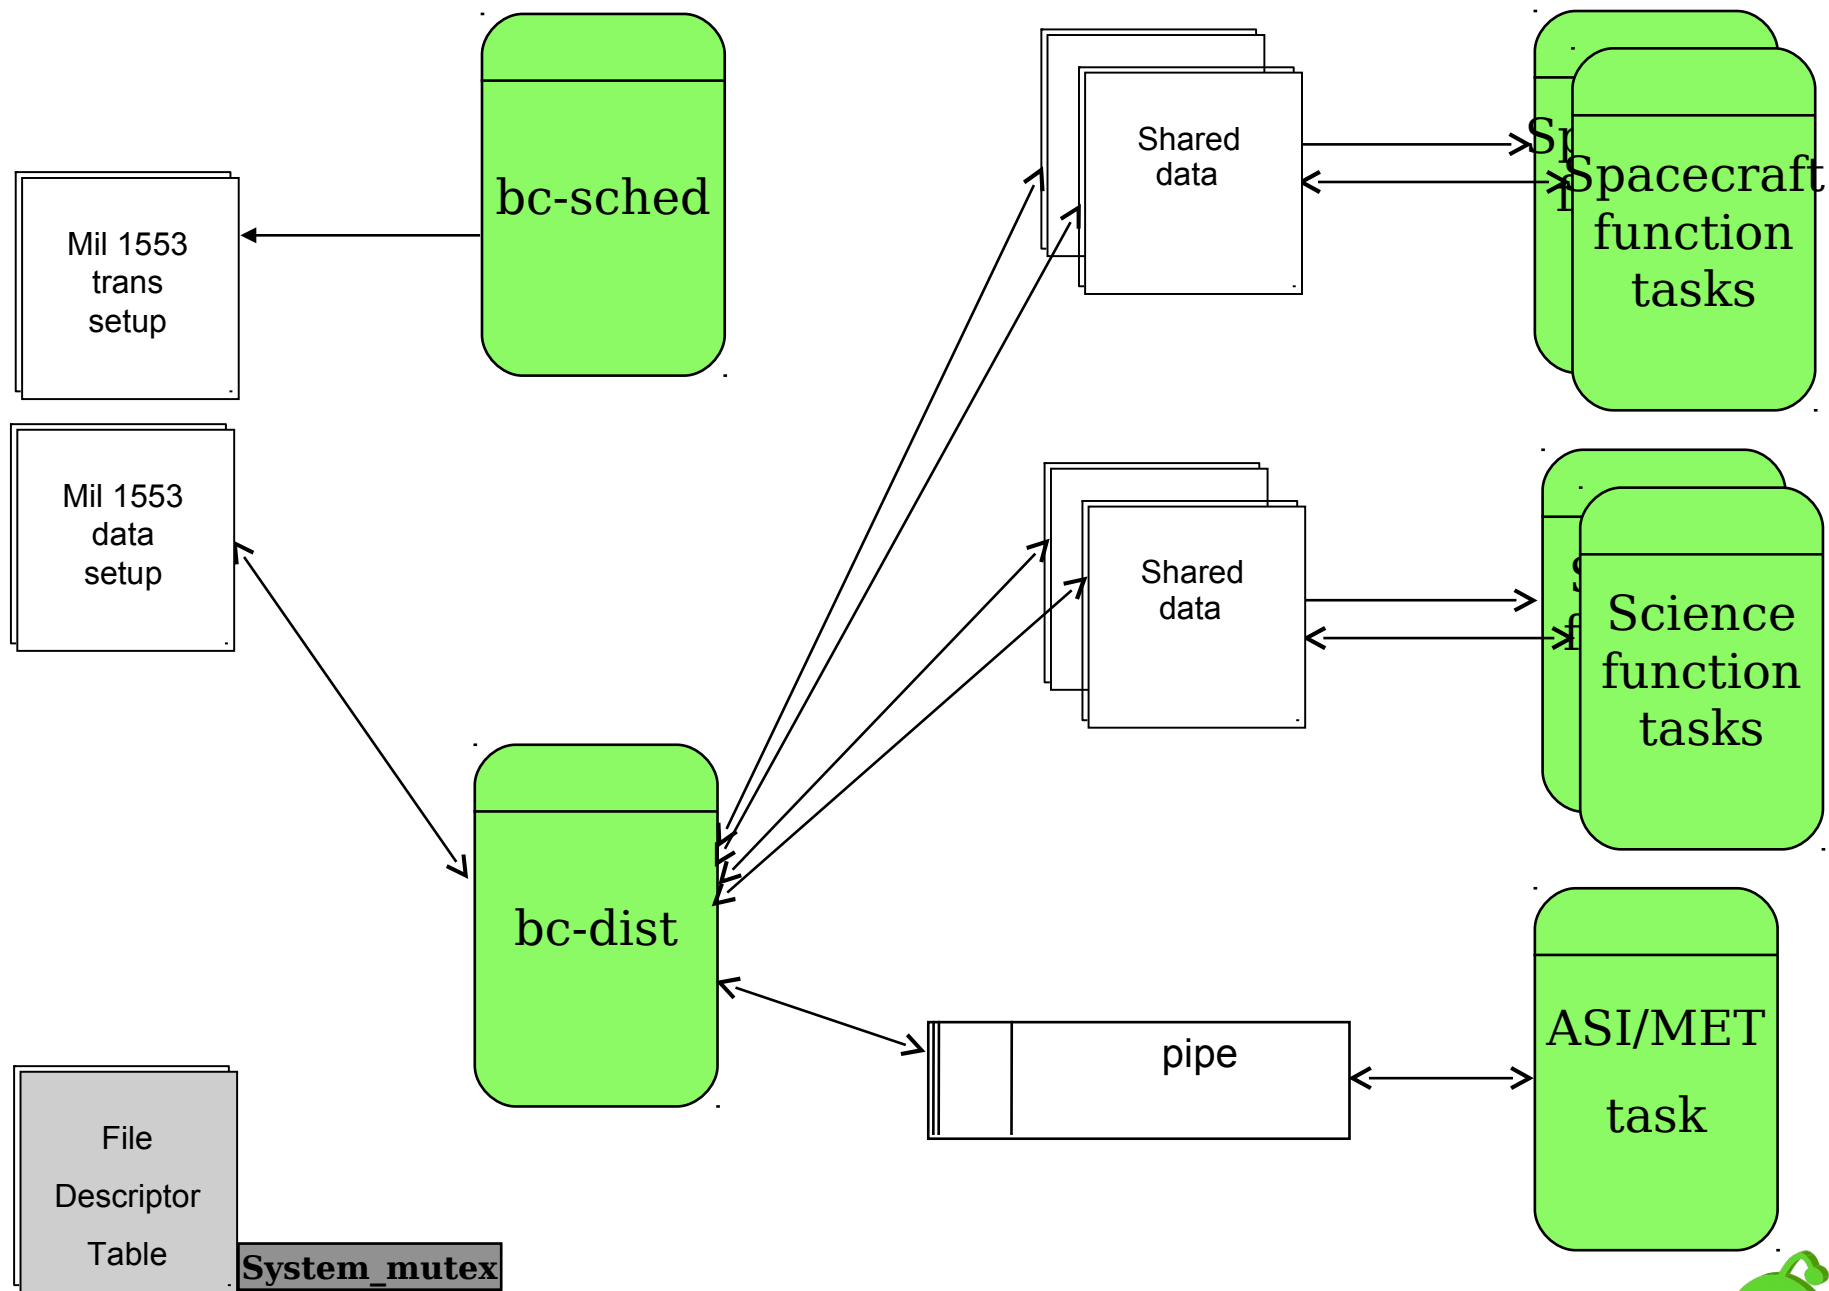 bc-sched
Mil 1553
trans
setup
Shared
data
Sp
f
Spacecraft
function
tasks
Mil 1553
data
setup
Shared
data
S
f
Science
function
tasks
bc-dist
pipe
ASI/MET
task
File
Descriptor
Table
System_mutex